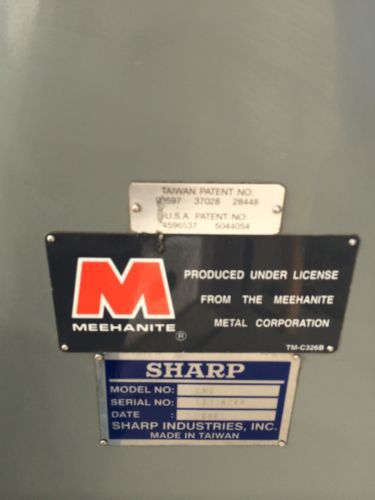 TAIWAN PATENT NO.
37028 28448
U.S.A. PATENT NO.
4596537 5044054
M
MEEHANITE ®
PRODUCED UNDER LICENSE
FROM THE MEEHANITE
METAL CORPORATION
TM-C326B
SHARP
MODEL NO:
SERIAL NO:
DATE :
SHARP INDUSTRIES, INC.
MADE IN TAIWAN